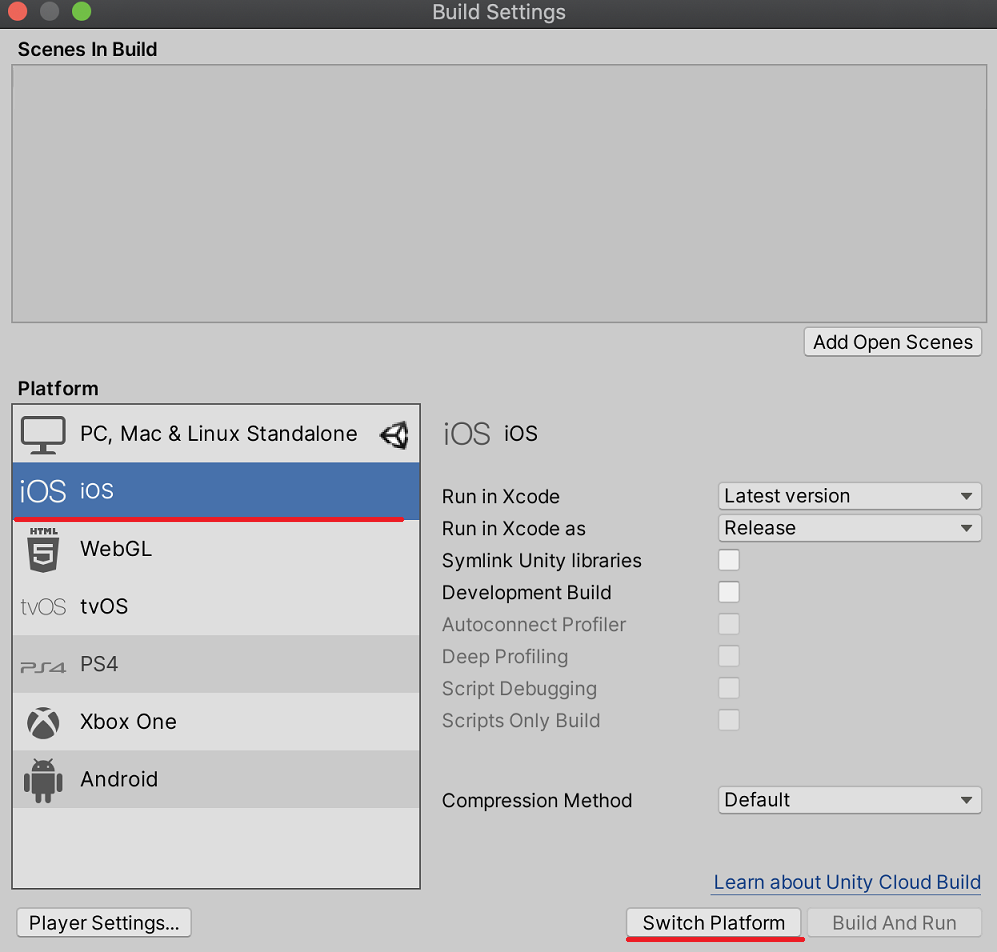 Build Settings
Scenes In Build
Add Open Scenes
Platform
PC, Mac & Linux Standalone
iOS iOS
HTML
5 WebGL
tvOS tvOS
PS4 PS4
Xbox One
Android
iOS iOS
Run in Xcode Latest version
Run in Xcode as Release
Symlink Unity libraries
Development Build
Autoconnect Profiler
Deep Profiling
Script Debugging
Scripts Only Build
Compression Method Default
Learn about Unity Cloud Build
Player Settings... Switch Platform Build And Run